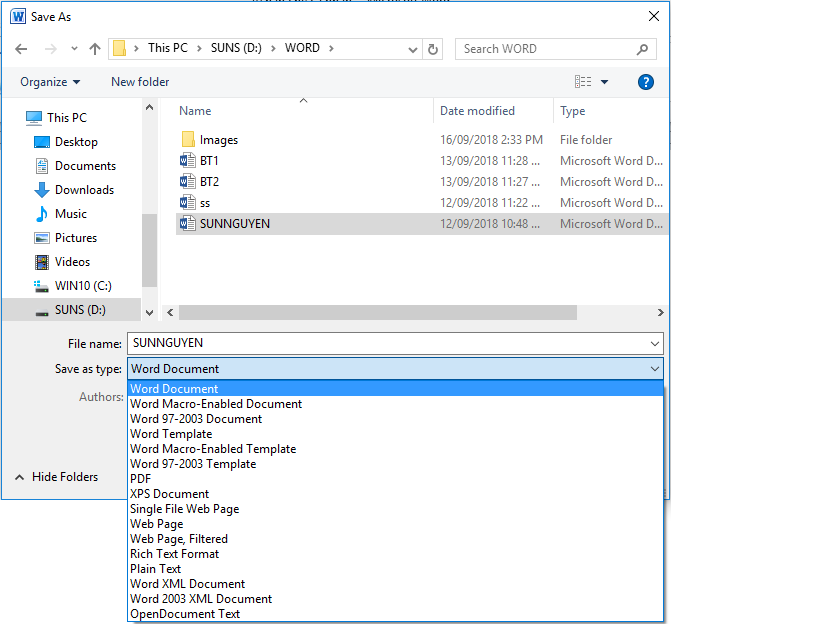 Save As
This PC > SUNS (D:) > WORD >
Search WORD
Organize
New folder
This PC
Desktop
Documents
Downloads
Music
Pictures
Videos
WIN10 (C:)
SUNS (D:)
Name Date modified Type
Images 16/09/2018 2:33 PM File folder
BT1 13/09/2018 11:28 ... Microsoft Word D...
BT2 13/09/2018 11:27 ... Microsoft Word D...
ss 12/09/2018 11:22 ... Microsoft Word D...
SUNNGUYEN 12/09/2018 10:48 ... Microsoft Word D...
File name: SUNNGUYEN
Save as type: Word Document
Authors:
Hide Folders
Word Document
Word Macro-Enabled Document
Word 97-2003 Document
Word Template
Word Macro-Enabled Template
Word 97-2003 Template
PDF
XPS Document
Single File Web Page
Web Page
Web Page, Filtered
Rich Text Format
Plain Text
Word XML Document
Word 2003 XML Document
OpenDocument Text